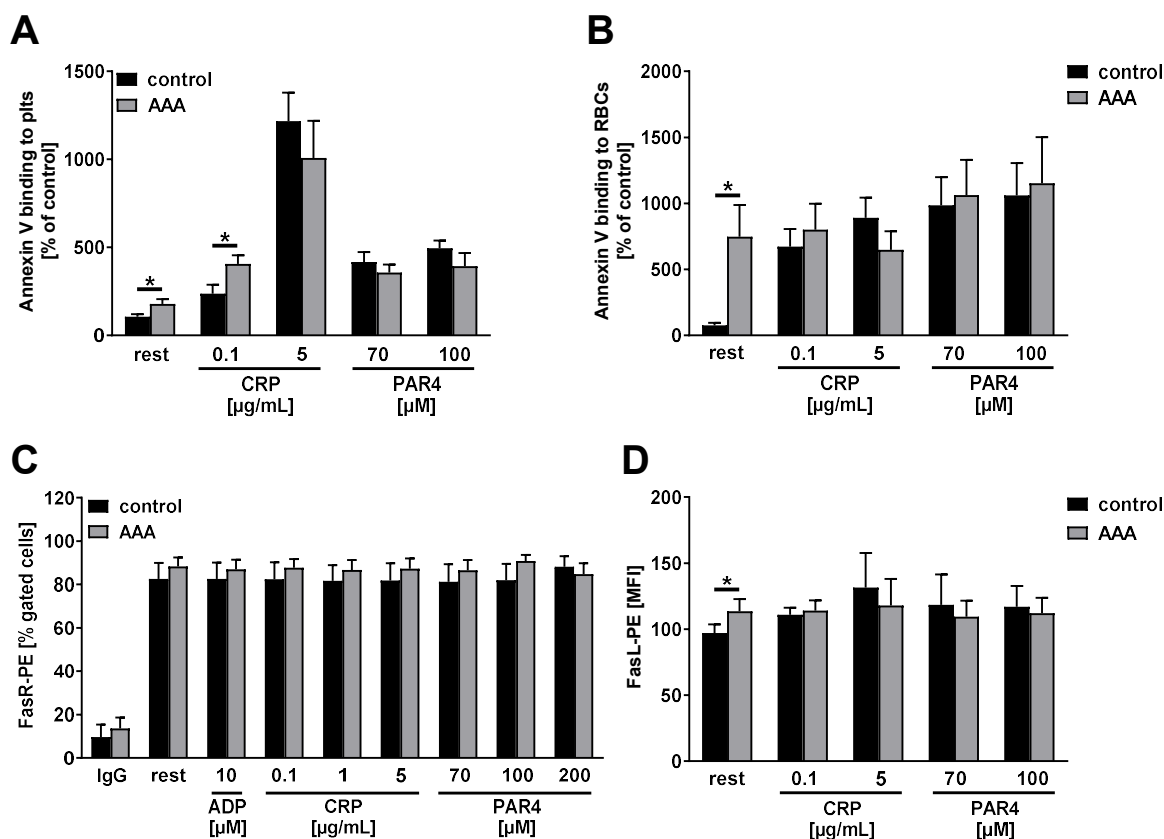 A
Annexin V binding to plts
[% of control]
1500
1000
500
0
control
AAA
*
*
rest
0.1
5
70
100
CRP
[µg/mL]
PAR4
[µM]
B
Annexin V binding to RBCs
[% of control]
2000
1500
1000
500
0
control
AAA
*
rest
0.1
5
70
100
CRP
[µg/mL]
PAR4
[µM]
C
FasR-PE [% gated cells]
120
100
80
60
40
20
0
control
AAA
IgG
rest
10
0.1
1
5
70
100
200
ADP
[µM]
CRP
[µg/mL]
PAR4
[µM]
D
FasL-PE [MFI]
200
150
100
50
0
control
AAA
*
rest
0.1
5
70
100
CRP
[µg/mL]
PAR4
[µM]